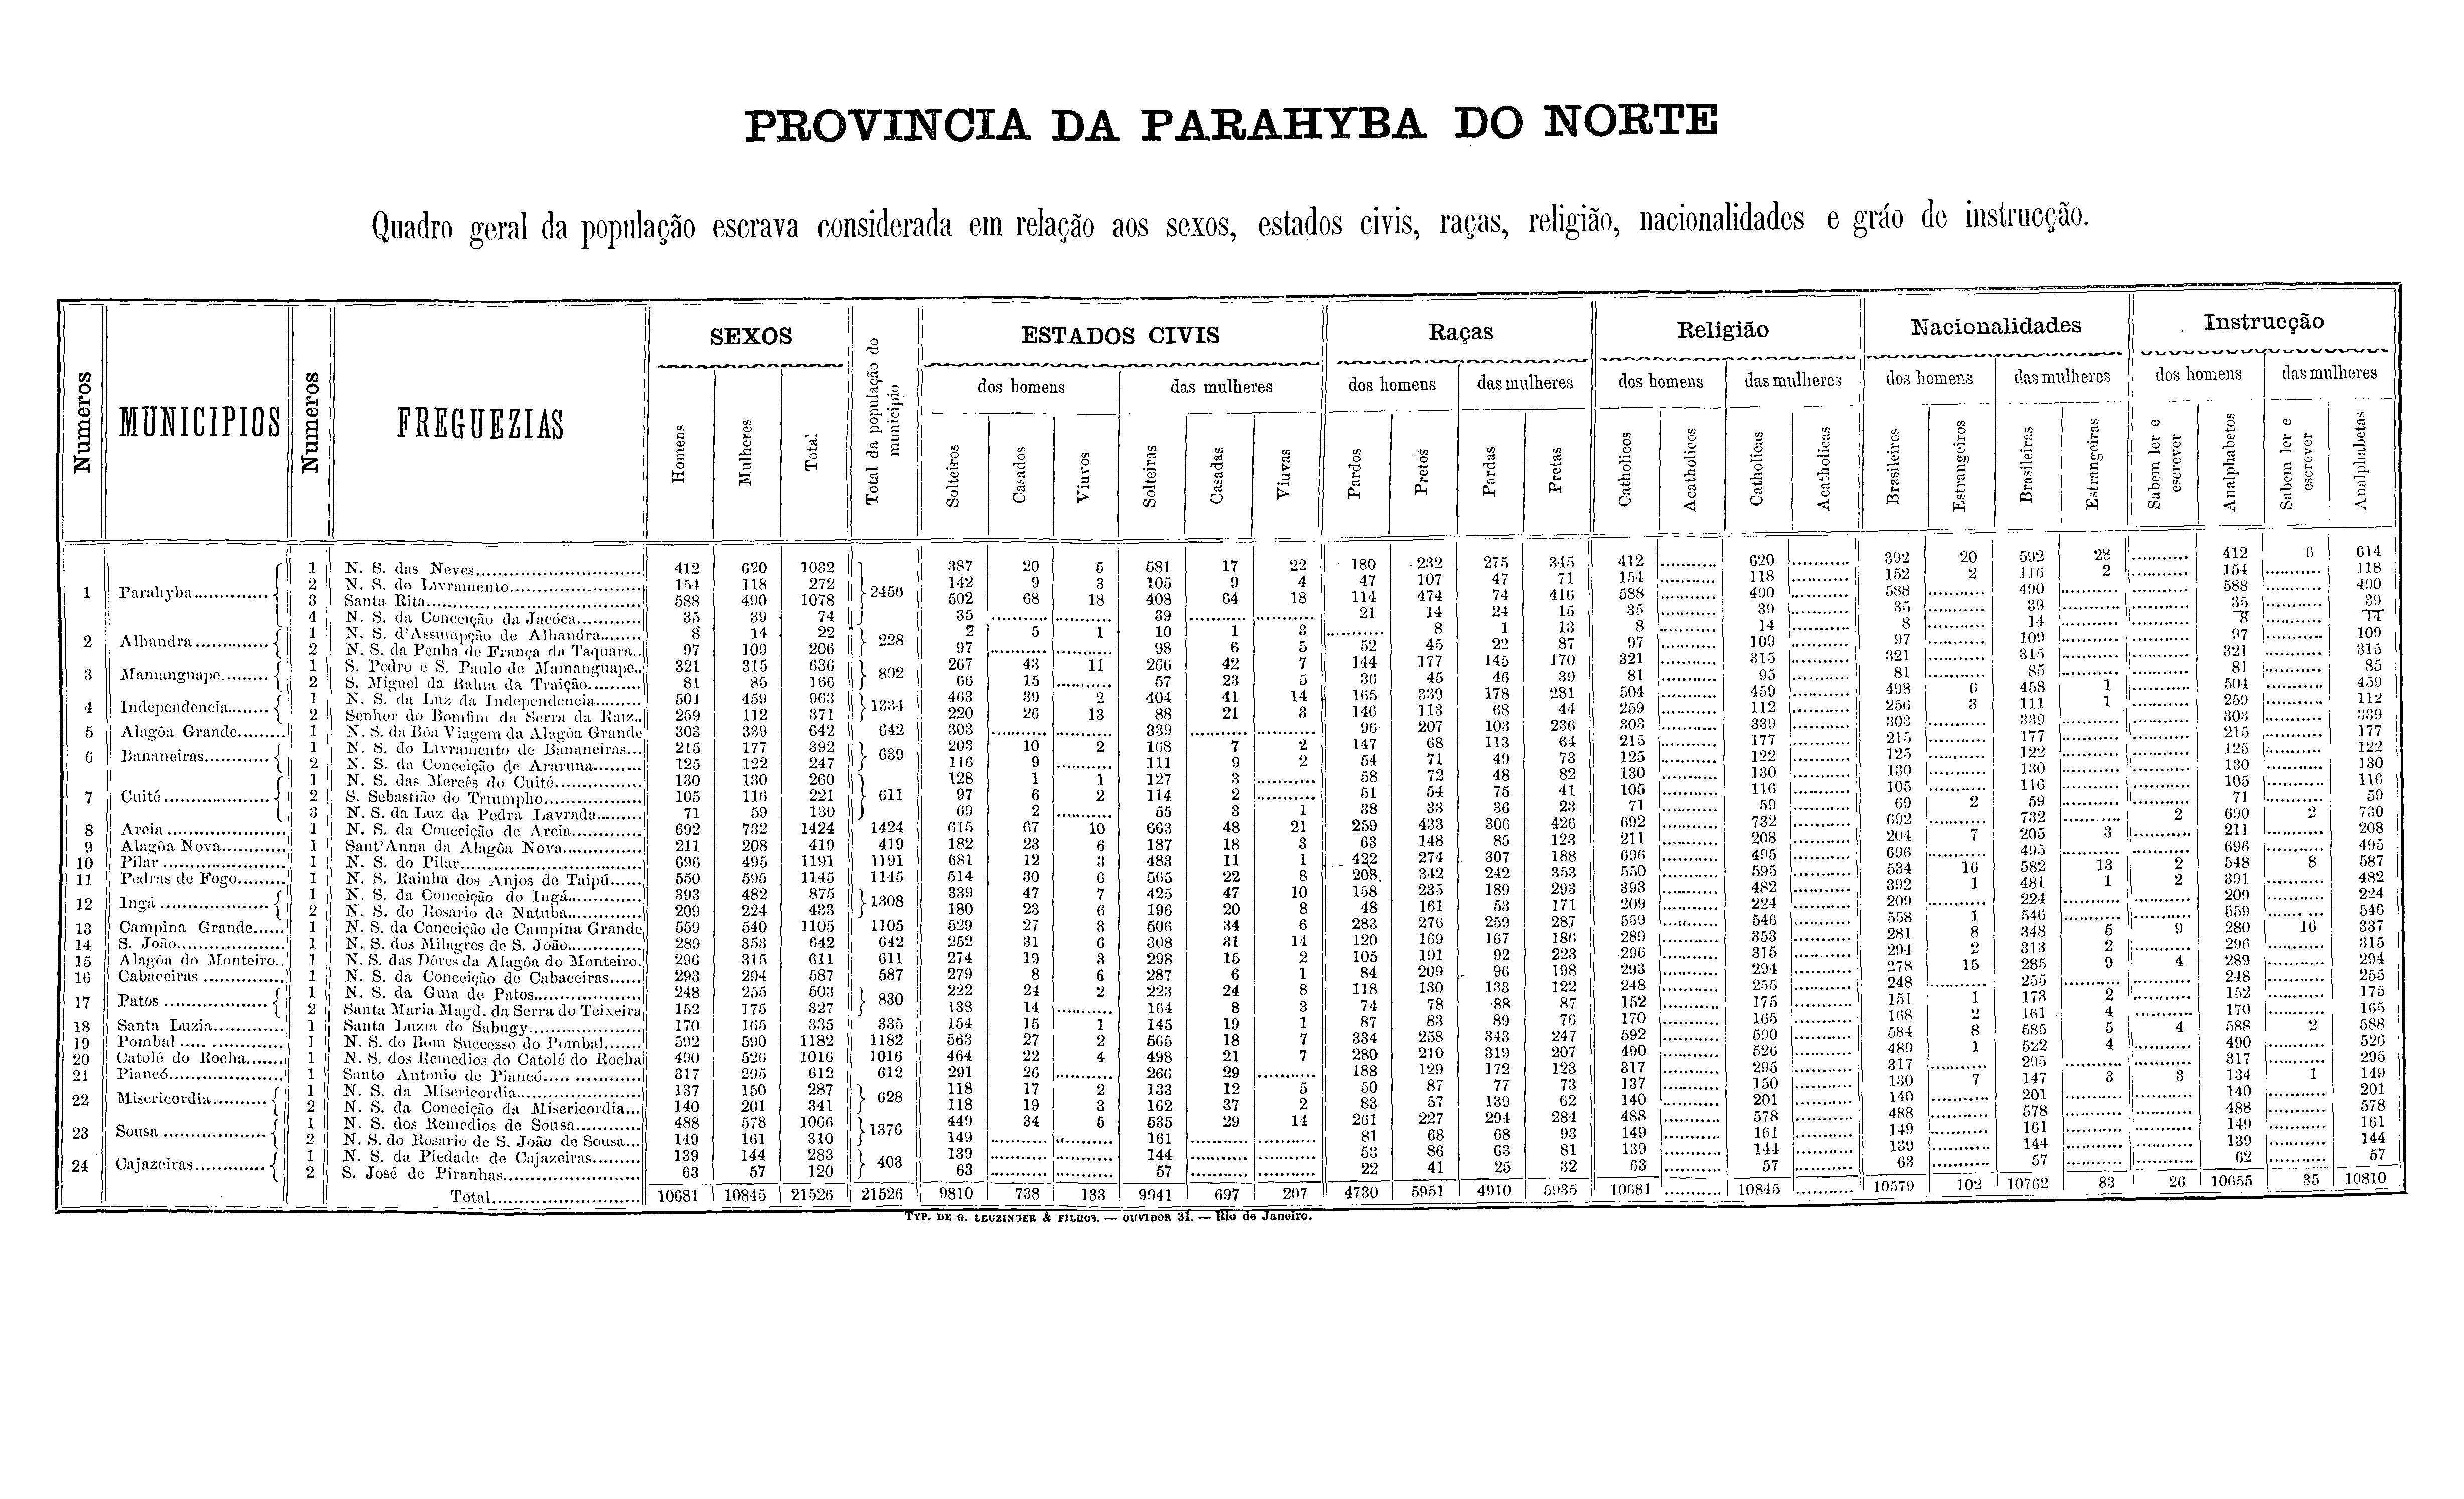 PROVINCIA DA PARAHYBA DO NORTE
Quadro geral da população escrava considerada em relação aos sexos, estados civis, raças, religião, nacionalidades e gráo de instrucção.
Numeros MUNICIPIOS Numeros FREGUEZIAS SEXOS Total da população do municipio ESTADOS CIVIS Raças Religião Nacionalidades Instrucção
dos homens das mulheres dos homens das mulheres dos homens das mulheres dos homens das mulheres dos homens das mulheres
Homens Mulheres Total Solteiros Casados Viuvos Solteiras Casadas Viuvas Pardos Pretos Pardas Pretas Catholicos Acatholicos Catholicas Acatholicas Brasileiros Estrangeiros Brasileiras Estrangeiras Sabem ler e escrever Analphabetos Sabem ler e escrever Analphabetas
1 Parahyba 1 N. S. das Neves 412 620 1032 2456 387 20 5 581 17 22 180 232 275 345 412 620 392 20 592 28 412 6 614
2 N. S. do Livramento 154 118 272 142 9 3 105 9 4 47 107 47 71 154 118 152 2 116 2 154 118
3 Santa Rita 588 490 1078 502 68 18 408 64 18 114 474 74 416 588 490 588 490 588 490
4 N. S. da Conceição da Jacóca 35 39 74 35 39 21 14 24 15 35 39 35 39 35 39
2 Alhandra 1 N. S. d'Assumpção de Alhandra 8 14 22 228 2 5 1 10 1 3 8 1 13 8 14 8 14 8 14
2 N. S. da Penha de França da Taquara 97 109 206 97 98 6 5 52 45 22 87 97 109 97 109 97 109
3 Mamanguape 1 S. Pedro e S. Paulo de Mamanguape 321 315 636 892 267 43 11 266 42 7 144 177 145 170 321 315 321 315 321 315
2 S. Miguel da Bahia da Traição 81 85 166 66 15 57 23 5 36 45 46 39 81 95 81 85 81 85
4 Independencia 1 N. S. da Luz da Independencia 504 459 963 1334 463 39 2 404 41 14 165 339 178 281 504 459 498 6 458 1 504 459
2 Senhor do Bomfim da Serra da Raiz 259 112 371 220 26 13 88 21 3 146 113 68 44 259 112 256 3 111 1 259 112
5 Alagôa Grande 1 N. S. da Bôa Viagem da Alagôa Grande 303 339 642 642 303 339 96 207 103 236 303 339 303 339 303 339
6 Bananeiras 1 N. S. do Livramento de Bananeiras 215 177 392 639 203 10 2 168 7 2 147 68 113 64 215 177 215 177 215 177
2 N. S. da Conceição de Araruna 125 122 247 116 9 111 9 2 54 71 49 73 125 122 125 122 125 122
7 Cuité 1 N. S. das Mercês do Cuité 130 130 260 611 128 1 1 127 3 58 72 48 82 130 130 130 130 130 130
2 S. Sebastião do Triumpho 105 116 221 97 6 2 114 2 51 54 75 41 105 116 105 116 105 116
3 N. S. da Luz da Pedra Lavrada 71 59 130 69 2 55 3 1 38 33 36 23 71 59 69 2 59 71 59
8 Areia 1 N. S. da Conceição de Areia 692 732 1424 1424 615 67 10 663 48 21 259 433 306 426 692 732 692 732 2 690 2 730
9 Alagôa Nova 1 Sant'Anna da Alagôa Nova 211 208 419 419 182 23 6 187 18 3 63 148 85 123 211 208 204 7 205 3 211 208
10 Pilar 1 N. S. do Pilar 696 495 1191 1191 681 12 3 483 11 1 422 274 307 188 696 495 696 495 696 495
11 Pedras de Fogo 1 N. S. Rainha dos Anjos de Taipú 550 595 1145 1145 514 30 6 565 22 8 208 342 242 353 550 595 534 16 582 13 2 548 8 587
12 Ingá 1 N. S. da Conceição do Ingá 393 482 875 1308 339 47 7 425 47 10 158 235 189 293 393 482 392 1 481 1 2 391 482
2 N. S. do Rosario de Natuba 209 224 433 180 23 6 196 20 8 48 161 53 171 209 224 209 224 209 224
13 Campina Grande 1 N. S. da Conceição de Campina Grande 559 546 1105 1105 529 27 3 506 34 6 283 276 259 287 559 546 558 1 546 559 546
14 S. João 1 N. S. dos Milagres de S. João 289 353 642 642 252 31 6 308 31 14 120 169 167 186 289 353 281 8 348 5 9 280 16 337
15 Alagôa do Monteiro 1 N. S. das Dôres da Alagôa do Monteiro 296 315 611 611 274 19 3 298 15 2 105 191 92 223 296 315 294 2 313 2 296 315
16 Cabaceiras 1 N. S. da Conceição de Cabaceiras 293 294 587 587 279 8 6 287 6 1 84 209 96 198 293 294 278 15 285 9 4 289 294
17 Patos 1 N. S. da Guia de Patos 248 255 503 830 222 24 2 223 24 8 118 130 133 122 248 255 248 255 248 255
2 Santa Maria Magd. da Serra do Teixeira 152 175 327 138 14 164 8 3 74 78 88 87 152 175 151 1 173 2 152 175
18 Santa Luzia 1 Santa Luzia do Sabugy 170 165 335 335 154 15 1 145 19 1 87 83 89 76 170 165 168 2 161 4 170 165
19 Pombal 1 N. S. do Bom Successo do Pombal 592 590 1182 1182 563 27 2 565 18 7 334 258 343 247 592 590 584 8 585 5 4 588 2 588
20 Catolé do Rocha 1 N. S. dos Remedios do Catolé do Rocha 490 526 1016 1016 464 22 4 498 21 7 280 210 319 207 490 526 489 1 522 4 490 526
21 Piancó 1 Santo Antonio de Piancó 317 295 612 612 291 26 266 29 188 129 172 123 317 295 317 295 317 295
22 Misericordia 1 N. S. da Misericordia 137 150 287 628 118 17 2 133 12 5 50 87 77 73 137 150 130 7 147 3 3 134 1 149
2 N. S. da Conceição da Misericordia 140 201 341 118 19 3 162 37 2 83 57 139 62 140 201 140 201 140 201
23 Sousa 1 N. S. dos Remedios de Sousa 488 578 1066 1376 449 34 5 535 29 14 261 227 294 284 488 578 488 578 488 578
2 N. S. do Rosario de S. João de Sousa 149 161 310 149 161 81 68 68 93 149 161 149 161 149 161
24 Cajazeiras 1 N. S. da Piedade de Cajazeiras 139 144 283 403 139 144 53 86 63 81 139 144 139 144 139 144
2 S. José de Piranhas 63 57 120 63 57 22 41 25 32 63 57 63 57 62 57
Total 10681 10845 21526 21526 9810 738 133 9941 697 207 4730 5951 4910 5935 10681 10845 10579 102 10762 83 26 10655 35 10810
TYP. DE G. LEUZINGER & FILHOS. — OUVIDOR 31. — Rio de Janeiro.